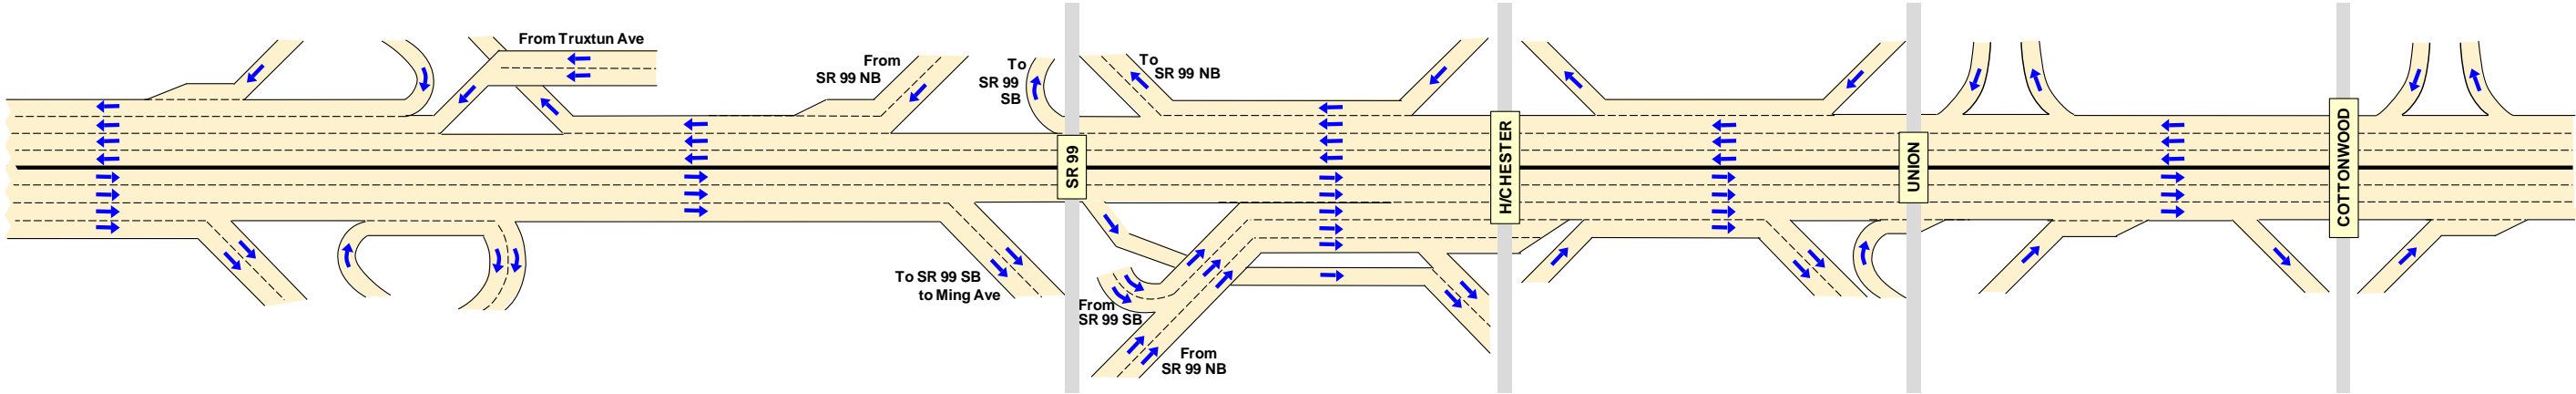 From Truxtun Ave
From
SR 99 NB
To
SR 99
SB
To
SR 99 NB
SR 99
H/CHESTER
UNION
COTTONWOOD
To SR 99 SB
to Ming Ave
From
SR 99 SB
From
SR 99 NB